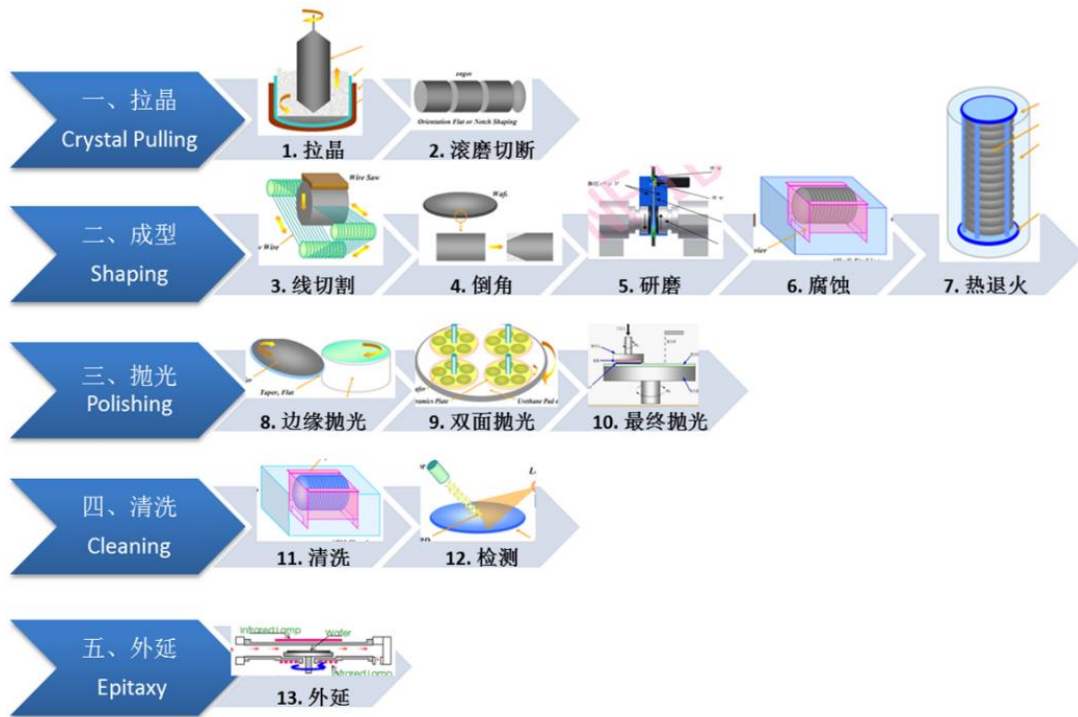 一、拉晶
Crystal Pulling
1. 拉晶
Orientation Flat or Notch Shaping
2. 滚磨切断
二、成型
Shaping
Wire Saw
Wire
3. 线切割
4. 倒角
5. 研磨
6. 腐蚀
7. 热退火
三、抛光
Polishing
Taper, Flat
8. 边缘抛光
Urethane Pad
9. 双面抛光
10. 最终抛光
四、清洗
Cleaning
11. 清洗
12. 检测
五、外延
Epitaxy
Infrared Lamp
Wafer
Infrared Lamp
13. 外延